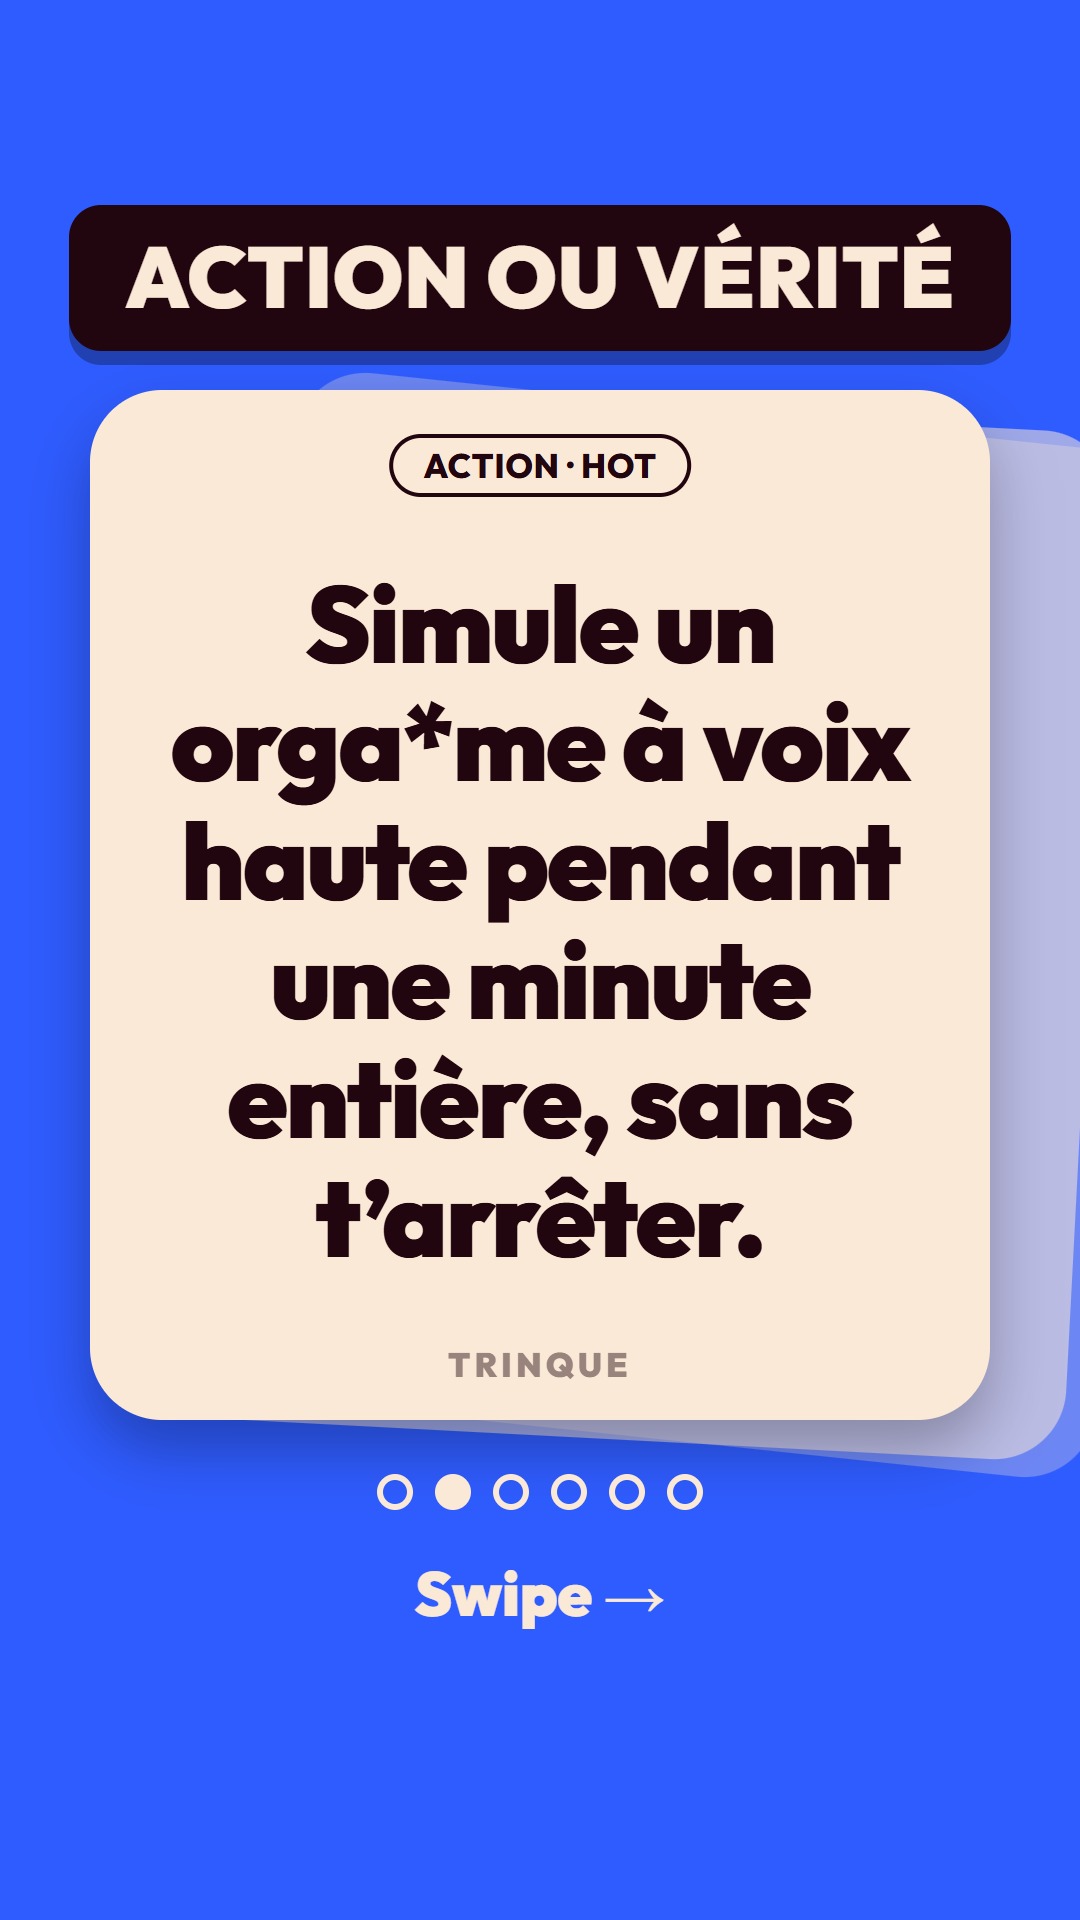 ACTION OU VÉRITÉ
ACTION · HOT
Simule un
orga*me à voix
haute pendant
une minute
entière, sans
t’arrêter.
TRINQUE
Swipe →